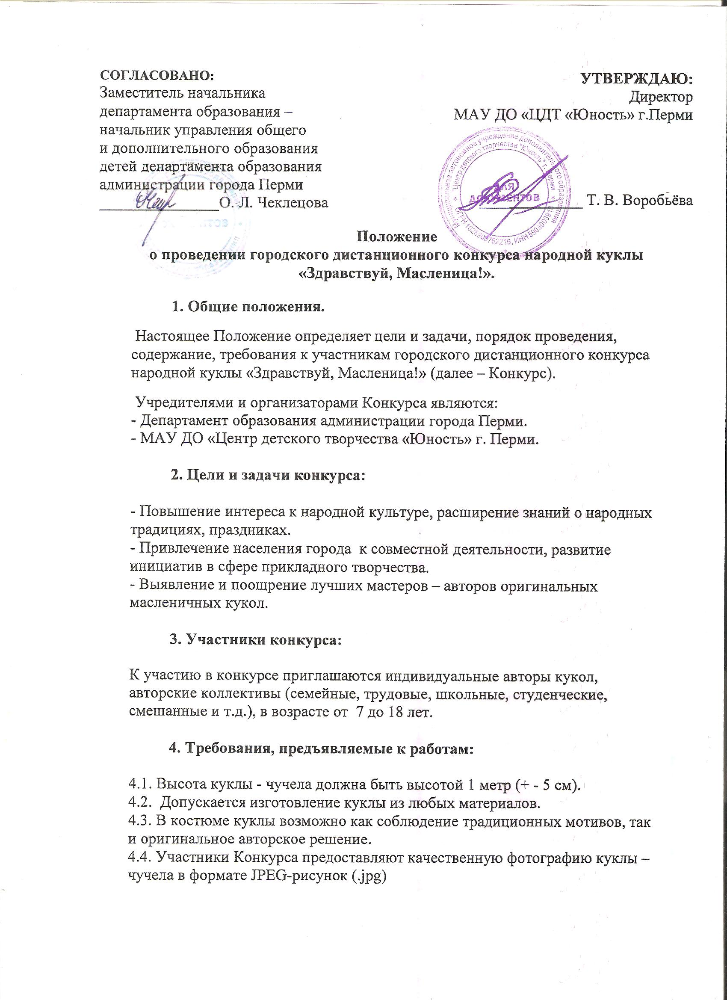 СОГЛАСОВАНО:
Заместитель начальника
департамента образования –
начальник управления общего
и дополнительного образования
детей департамента образования
администрации города Перми
_______________О. Л. Чеклецова
УТВЕРЖДАЮ:
Директор
МАУ ДО «ЦДТ «Юность» г.Перми
_____________ Т. В. Воробьёва
Муниципальное автономное учреждение дополнительного образования
* "Центр детского творчества "Юность" г. Перми *
ДЛЯ
ДОКУМЕНТОВ
Положение
о проведении городского дистанционного конкурса народной куклы
«Здравствуй, Масленица!».
1. Общие положения.
Настоящее Положение определяет цели и задачи, порядок проведения,
содержание, требования к участникам городского дистанционного конкурса
народной куклы «Здравствуй, Масленица!» (далее – Конкурс).
Учредителями и организаторами Конкурса являются:
- Департамент образования администрации города Перми.
- МАУ ДО «Центр детского творчества «Юность» г. Перми.
2. Цели и задачи конкурса:
- Повышение интереса к народной культуре, расширение знаний о народных
традициях, праздниках.
- Привлечение населения города  к совместной деятельности, развитие
инициатив в сфере прикладного творчества.
- Выявление и поощрение лучших мастеров – авторов оригинальных
масленичных кукол.
3. Участники конкурса:
К участию в конкурсе приглашаются индивидуальные авторы кукол,
авторские коллективы (семейные, трудовые, школьные, студенческие,
смешанные и т.д.), в возрасте от  7 до 18 лет.
4. Требования, предъявляемые к работам:
4.1. Высота куклы - чучела должна быть высотой 1 метр (+ - 5 см).
4.2.  Допускается изготовление куклы из любых материалов.
4.3. В костюме куклы возможно как соблюдение традиционных мотивов, так
и оригинальное авторское решение.
4.4. Участники Конкурса предоставляют качественную фотографию куклы –
чучела в формате JPEG-рисунок (.jpg)